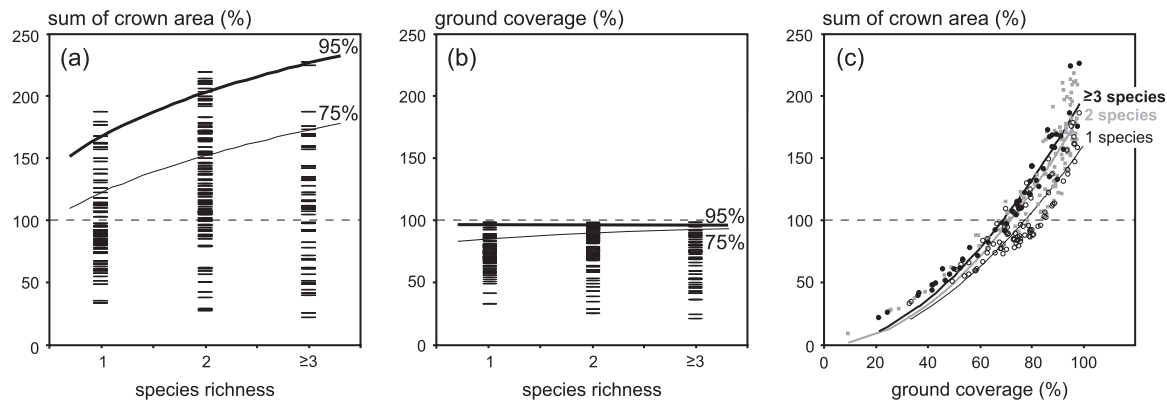 sum of crown area (%)
250
200
150
100
50
0
(a)
95%
75%
1
2
≥3
species richness
ground coverage (%)
250
200
150
100
50
0
(b)
95%
75%
1
2
≥3
species richness
sum of crown area (%)
250
200
150
100
50
0
(c)
≥3 species
2 species
1 species
0
20
40
60
80
100
ground coverage (%)